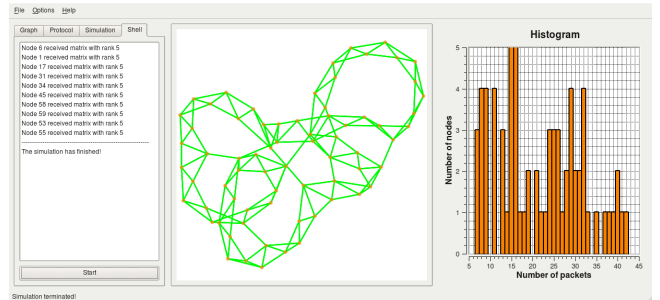 File Options Help
Graph Protocol Simulation Shell
Node 6 received matrix with rank 5
Node 1 received matrix with rank 5
Node 17 received matrix with rank 5
Node 31 received matrix with rank 5
Node 34 received matrix with rank 5
Node 45 received matrix with rank 5
Node 58 received matrix with rank 5
Node 59 received matrix with rank 5
Node 53 received matrix with rank 5
Node 55 received matrix with rank 5
The simulation has finished!
Start
Histogram
Number of nodes
5
4
3
2
1
0
5 10 15 20 25 30 35 40 45
Number of packets
Simulation terminated!